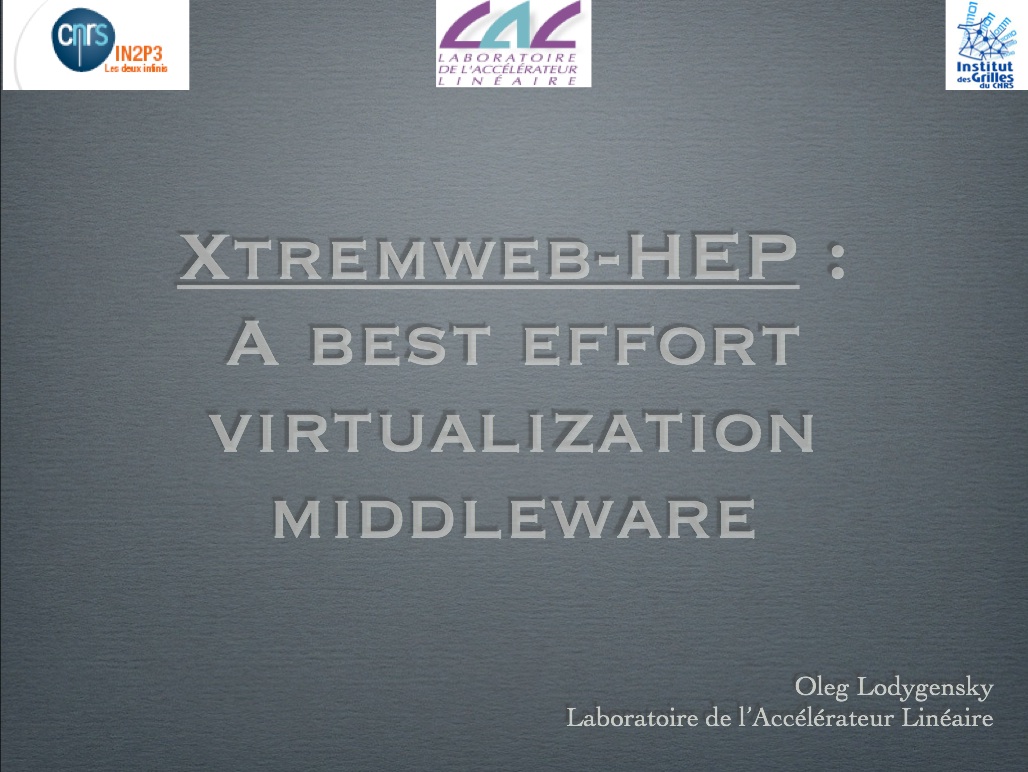 cnrs
IN2P3
Les deux infinis
LAL
LABORATOIRE
DE L'ACCÉLÉRATEUR
LINÉAIRE
Institut
des Grilles
du CNRS
XTREMWEB-HEP :
A BEST EFFORT
VIRTUALIZATION
MIDDLEWARE
Oleg Lodygensky
Laboratoire de l'Accélérateur Linéaire